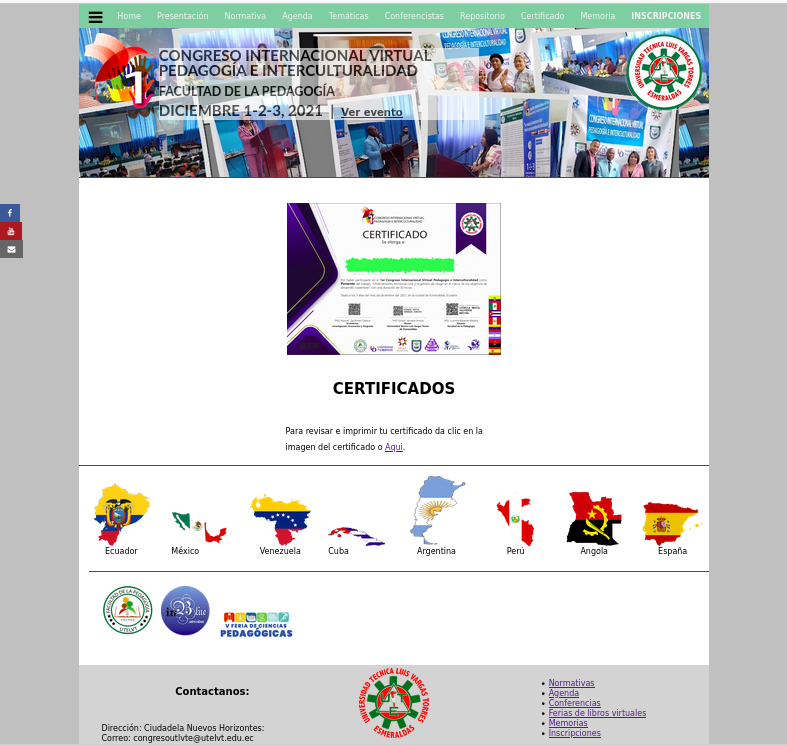 Home Presentación Normativa Agenda Temáticas Conferencistas Repositorio Certificado Memoria INSCRIPCIONES
CONGRESO INTERNACIONAL VIRTUAL
PEDAGOGÍA E INTERCULTURALIDAD
FACULTAD DE LA PEDAGOGÍA
DICIEMBRE 1-2-3, 2021 | Ver evento
UNIVERSIDAD TECNICA LUIS VARGAS TORRES
ESMERALDAS
CERTIFICADO
Se otorga a:
CERTIFICADOS
Para revisar e imprimir tu certificado da clic en la
imagen del certificado o Aqui.
Ecuador México Venezuela Cuba Argentina Perú Angola España
FACULTAD DE LA PEDAGOGÍA
UTELVT
inBlue
V FERIA DE CIENCIAS
PEDAGÓGICAS
Contactanos:
Dirección: Ciudadela Nuevos Horizontes:
Correo: congresoutlvte@utelvt.edu.ec
UNIVERSIDAD TECNICA LUIS VARGAS TORRES
ESMERALDAS
• Normativas
• Agenda
• Conferencias
• Ferias de libros virtuales
• Memorias
• Inscripciones